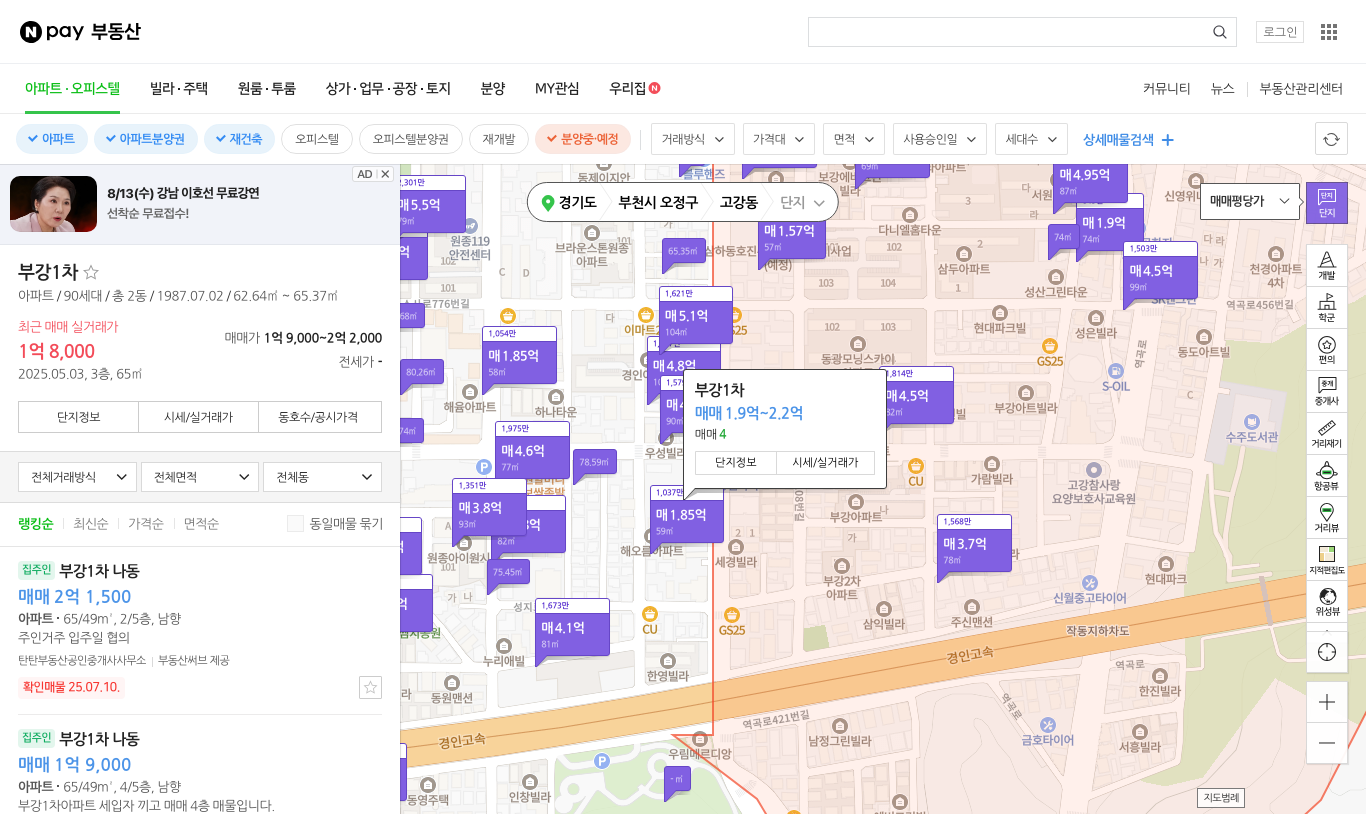 N pay 부동산
로그인
아파트·오피스텔
빌라·주택
원룸·투룸
상가·업무·공장·토지
분양
MY관심
우리집 N
커뮤니티
뉴스
부동산관리센터
아파트
아파트분양권
재건축
오피스텔
오피스텔분양권
재개발
분양중·예정
거래방식
가격대
면적
사용승인일
세대수
상세매물검색
AD
8/13(수) 강남 이호선 무료강연
선착순 무료접수!
부강1차
아파트 / 90세대 / 총 2동 / 1987.07.02 / 62.64㎡ ~ 65.37㎡
최근 매매 실거래가
1억 8,000
2025.05.03, 3층, 65㎡
매매가 1억 9,000~2억 2,000
전세가 -
단지정보
시세/실거래가
동호수/공시가격
전체거래방식
전체면적
전체동
랭킹순
최신순
가격순
면적순
동일매물 묶기
집주인 부강1차 나동
매매 2억 1,500
아파트 · 65/49㎡, 2/5층, 남향
주인거주 입주일 협의
탄탄부동산공인중개사사무소
부동산써브 제공
확인매물 25.07.10.
집주인 부강1차 나동
매매 1억 9,000
아파트 · 65/49㎡, 4/5층, 남향
부강1차아파트 세입자 끼고 매매 4층 매물입니다.
경기도
부천시 오정구
고강동
단지
매매평당가
단지
단지
개발
학군
편의
중개
중개사
거리재기
항공뷰
거리뷰
지적편집도
위성뷰
지도범례
부강1차
매매 1.9억~2.2억
매매 4
단지정보
시세/실거래가
매5.5억
매4.95억
87㎡
매1.9억
74㎡
74㎡
1,503만
매4.5억
99㎡
매1.57억
57㎡
65.35㎡
69㎡
1,621만
매5.1억
104㎡
매4.8억
1,054만
매1.85억
58㎡
80.26㎡
매4.5억
1,975만
매4.6억
77㎡
78.59㎡
1,351만
매3.8억
93㎡
82㎡
75.45㎡
1,037만
매1.85억
59㎡
1,568만
매3.7억
78㎡
1,673만
매4.1억
81㎡
- ㎡
동제이지안
원종119
안전센터
브라운스톤원종
아파트
101
102
C
D
다니엘홈타운
101
102
103
104
삼두아파트
성산그린타워
신영위너
천경아파트
4차
역곡로456번길
현대파크빌
성은빌라
동도아트빌
GS25
S-OIL
역곡로
102
103
동광모닝스카이
아파트
수주도서관
부강아트빌라
해윰아파트
하나타운
우성빌라
CU
가람빌라
고강참사랑
요양보호사교육원
부강아파트
세경빌라
부강2차
아파트
삼익빌라
주신맨션
현대파크
신월중고타이어
작동지하차도
경인고속
경인고속
CU
GS25
누리애빌
한영빌라
동원맨션
우림메르디앙
역곡로421번길
남정그린빌라
금호타이어
서흥빌라
한진빌라
역곡로
역곡로
동영주택
인창빌라